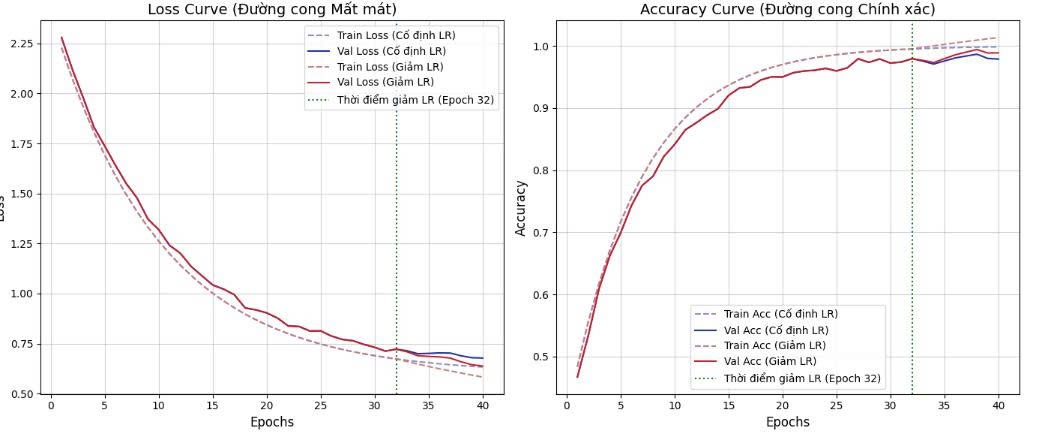 Loss Curve (Đường cong Mất mát)
2.25
2.00
1.75
1.50
1.25
1.00
0.75
0.50
Loss
Train Loss (Cố định LR)
Val Loss (Cố định LR)
Train Loss (Giảm LR)
Val Loss (Giảm LR)
Thời điểm giảm LR (Epoch 32)
0 5 10 15 20 25 30 35 40
Epochs
Accuracy Curve (Đường cong Chính xác)
1.0
0.9
0.8
0.7
0.6
0.5
Accuracy
Train Acc (Cố định LR)
Val Acc (Cố định LR)
Train Acc (Giảm LR)
Val Acc (Giảm LR)
Thời điểm giảm LR (Epoch 32)
0 5 10 15 20 25 30 35 40
Epochs